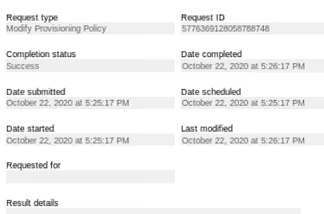 Request type Request ID
Modify Provisioning Policy 5776369128058788748
Completion status Date completed
Success October 22, 2020 at 5:26:17 PM
Date submitted Date scheduled
October 22, 2020 at 5:25:17 PM October 22, 2020 at 5:25:17 PM
Date started Last modified
October 22, 2020 at 5:25:17 PM October 22, 2020 at 5:26:17 PM
Requested for
Result details